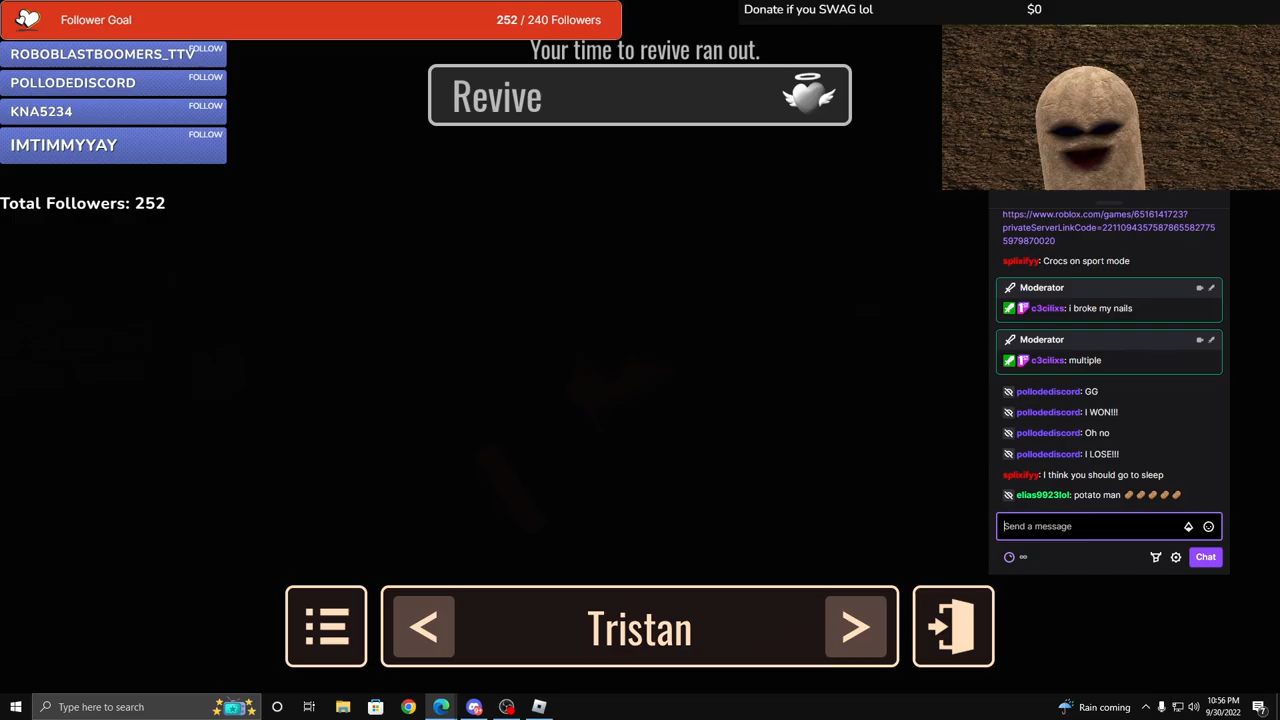 Follower Goal
252 / 240 Followers
Donate if you SWAG lol
$0
ROBOBLASTBOOMERS_TTV
FOLLOW
POLLODEDISCORD
FOLLOW
KNA5234
FOLLOW
IMTIMMYYAY
FOLLOW
Total Followers: 252
Your time to revive ran out.
Revive
https://www.roblox.com/games/6516141723?
privateServerLinkCode=2211094357587865582775
5979870020
splixifyy: Crocs on sport mode
Moderator
c3cilixs: i broke my nails
Moderator
c3cilixs: multiple
pollodediscord: GG
pollodediscord: I WON!!!
pollodediscord: Oh no
pollodediscord: I LOSE!!!
splixifyy: I think you should go to sleep
elias9923lol: potato man 🥔🥔🥔🥔🥔
Send a message
Chat
<
Tristan
>
Type here to search
Rain coming
10:56 PM
9/30/2022
7